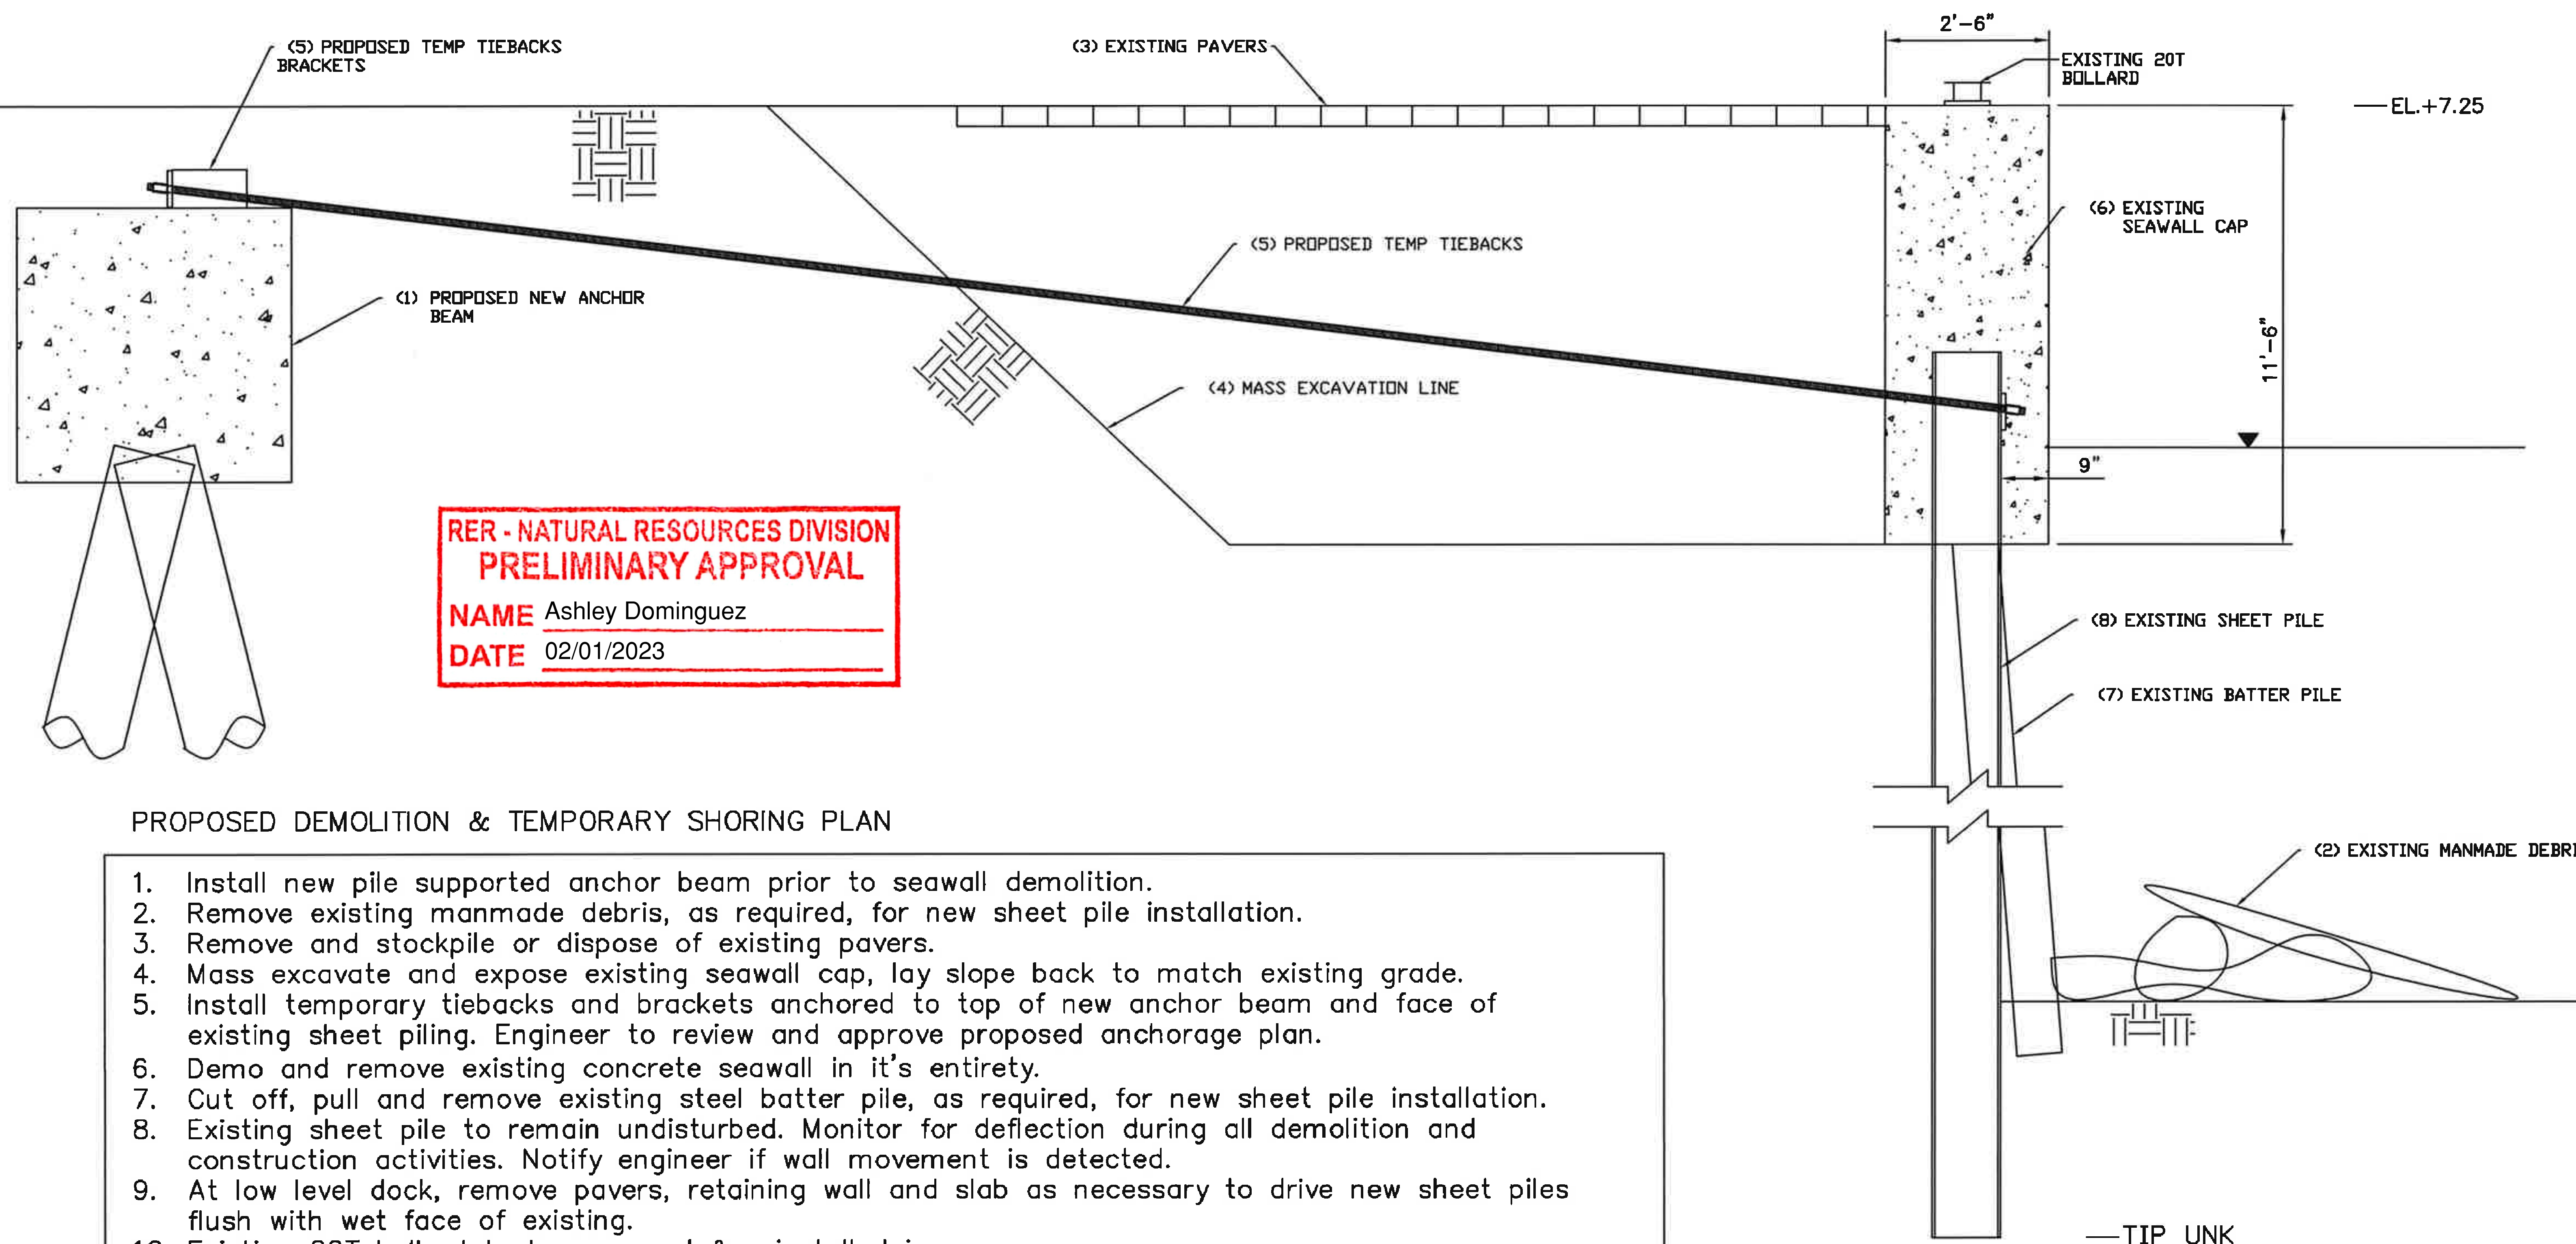 (5) PROPOSED TEMP TIEBACKS
BRACKETS
(3) EXISTING PAVERS
2'-6"
EXISTING 20T
BOLLARD
EL.+7.25
(6) EXISTING
SEAWALL CAP
(5) PROPOSED TEMP TIEBACKS
(1) PROPOSED NEW ANCHOR
BEAM
11'-6"
(4) MASS EXCAVATION LINE
9"
RER - NATURAL RESOURCES DIVISION
PRELIMINARY APPROVAL
NAME Ashley Dominguez
DATE 02/01/2023
(8) EXISTING SHEET PILE
(7) EXISTING BATTER PILE
(2) EXISTING MANMADE DEBRI
PROPOSED DEMOLITION & TEMPORARY SHORING PLAN
1. Install new pile supported anchor beam prior to seawall demolition.
2. Remove existing manmade debris, as required, for new sheet pile installation.
3. Remove and stockpile or dispose of existing pavers.
4. Mass excavate and expose existing seawall cap, lay slope back to match existing grade.
5. Install temporary tiebacks and brackets anchored to top of new anchor beam and face of
existing sheet piling. Engineer to review and approve proposed anchorage plan.
6. Demo and remove existing concrete seawall in it's entirety.
7. Cut off, pull and remove existing steel batter pile, as required, for new sheet pile installation.
8. Existing sheet pile to remain undisturbed. Monitor for deflection during all demolition and
construction activities. Notify engineer if wall movement is detected.
9. At low level dock, remove pavers, retaining wall and slab as necessary to drive new sheet piles
flush with wet face of existing.
TIP UNK